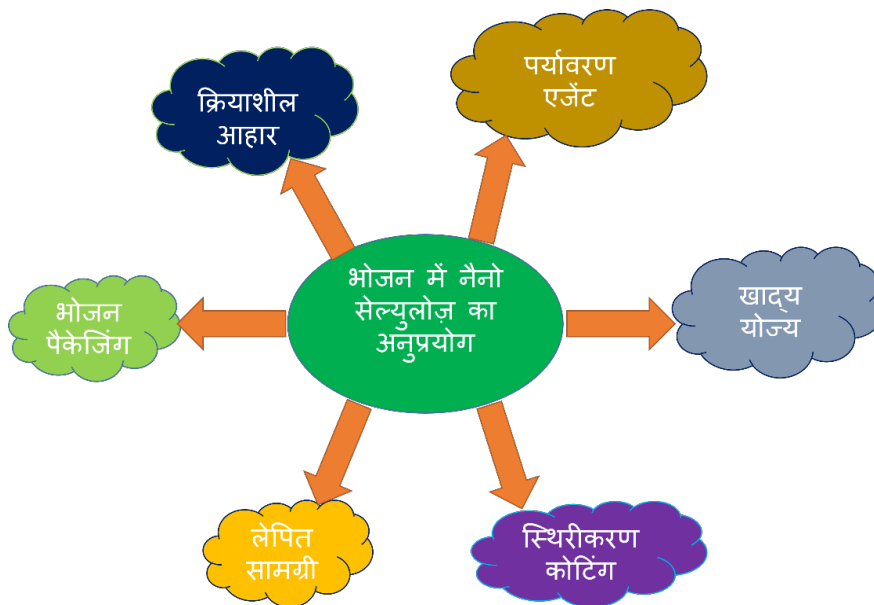 क्रियाशील
आहार
पर्यावरण
एजेंट
भोजन में नैनो
सेल्युलोज़ का
अनुप्रयोग
भोजन
पैकेजिंग
खाद्य
योज्य
लेपित
सामग्री
स्थिरीकरण
कोटिंग